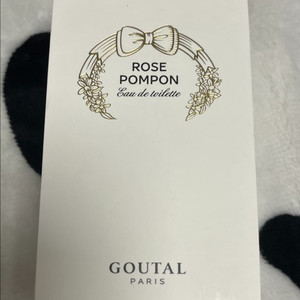 ROSE
POMPON
Eau de toilette
GOUTAL
PARIS